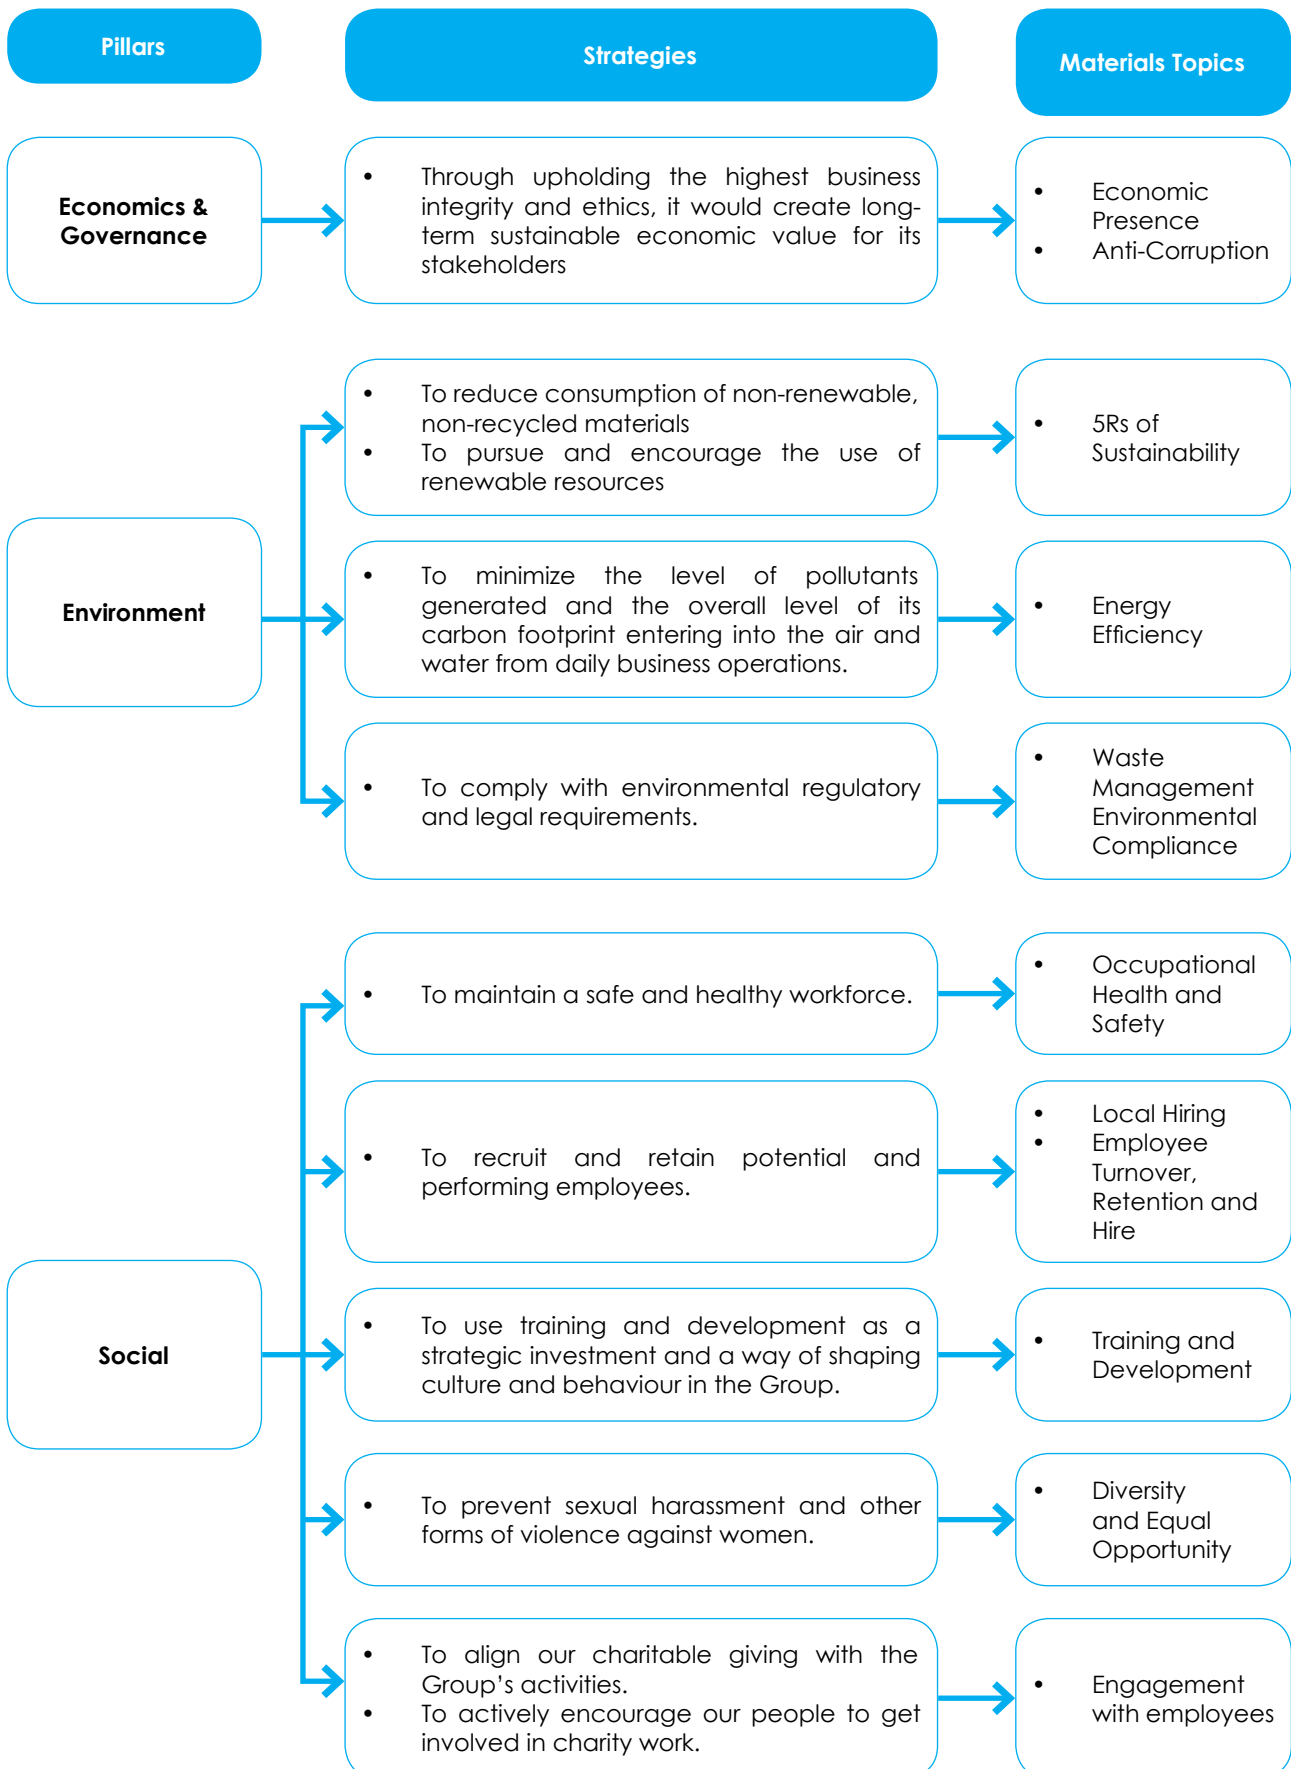 Pillars
Strategies
Materials Topics
Economics &
Governance
• Through upholding the highest business
integrity and ethics, it would create long-
term sustainable economic value for its
stakeholders
• Economic
Presence
• Anti-Corruption
Environment
• To reduce consumption of non-renewable,
non-recycled materials
• To pursue and encourage the use of
renewable resources
• 5Rs of
Sustainability
• To minimize the level of pollutants
generated and the overall level of its
carbon footprint entering into the air and
water from daily business operations.
• Energy
Efficiency
• To comply with environmental regulatory
and legal requirements.
• Waste
Management
Environmental
Compliance
Social
• To maintain a safe and healthy workforce.
• Occupational
Health and
Safety
• To recruit and retain potential and
performing employees.
• Local Hiring
• Employee
Turnover,
Retention and
Hire
• To use training and development as a
strategic investment and a way of shaping
culture and behaviour in the Group.
• Training and
Development
• To prevent sexual harassment and other
forms of violence against women.
• Diversity
and Equal
Opportunity
• To align our charitable giving with the
Group’s activities.
• To actively encourage our people to get
involved in charity work.
• Engagement
with employees